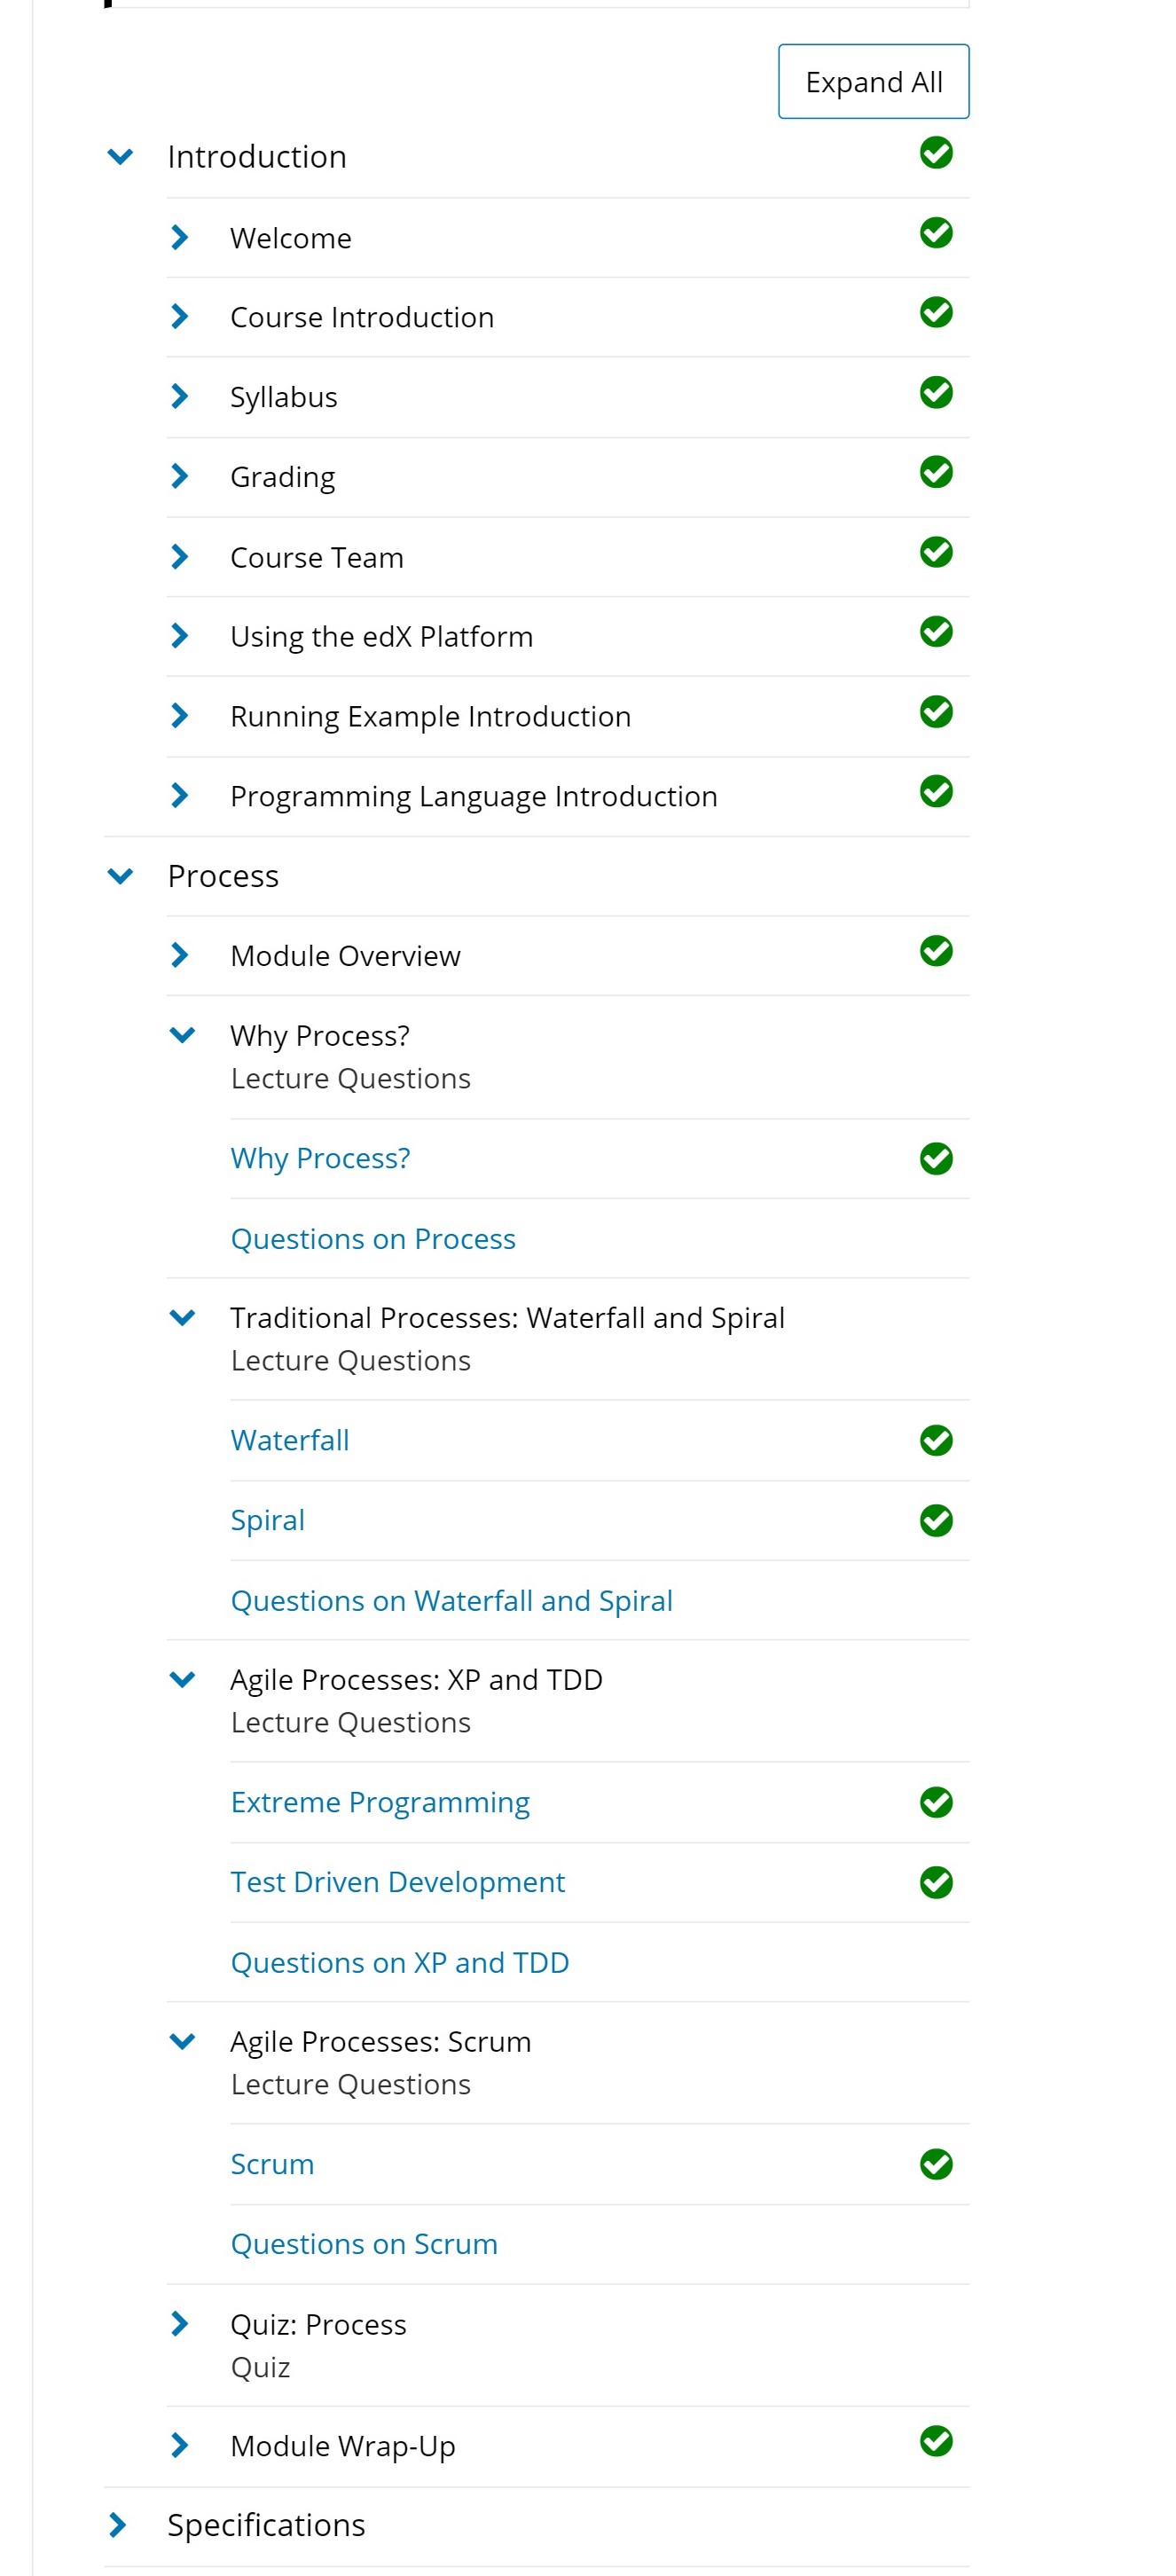 Expand All
Introduction
Welcome
Course Introduction
Syllabus
Grading
Course Team
Using the edX Platform
Running Example Introduction
Programming Language Introduction
Process
Module Overview
Why Process?
Lecture Questions
Why Process?
Questions on Process
Traditional Processes: Waterfall and Spiral
Lecture Questions
Waterfall
Spiral
Questions on Waterfall and Spiral
Agile Processes: XP and TDD
Lecture Questions
Extreme Programming
Test Driven Development
Questions on XP and TDD
Agile Processes: Scrum
Lecture Questions
Scrum
Questions on Scrum
Quiz: Process
Quiz
Module Wrap-Up
Specifications